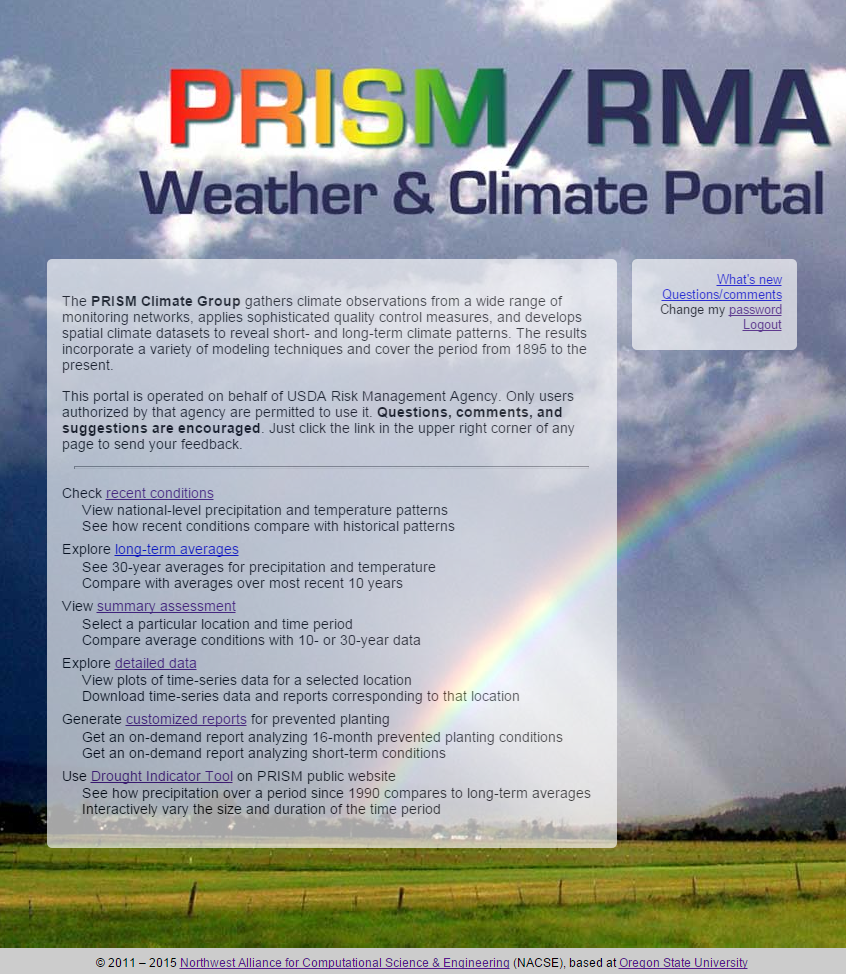 PRISM/RMA
Weather & Climate Portal
The PRISM Climate Group gathers climate observations from a wide range of
monitoring networks, applies sophisticated quality control measures, and develops
spatial climate datasets to reveal short- and long-term climate patterns. The results
incorporate a variety of modeling techniques and cover the period from 1895 to the
present.
This portal is operated on behalf of USDA Risk Management Agency. Only users
authorized by that agency are permitted to use it. Questions, comments, and
suggestions are encouraged. Just click the link in the upper right corner of any
page to send your feedback.
Check recent conditions
View national-level precipitation and temperature patterns
See how recent conditions compare with historical patterns
Explore long-term averages
See 30-year averages for precipitation and temperature
Compare with averages over most recent 10 years
View summary assessment
Select a particular location and time period
Compare average conditions with 10- or 30-year data
Explore detailed data
View plots of time-series data for a selected location
Download time-series data and reports corresponding to that location
Generate customized reports for prevented planting
Get an on-demand report analyzing 16-month prevented planting conditions
Get an on-demand report analyzing short-term conditions
Use Drought Indicator Tool on PRISM public website
See how precipitation over a period since 1990 compares to long-term averages
Interactively vary the size and duration of the time period
What's new
Questions/comments
Change my password
Logout
© 2011 – 2015 Northwest Alliance for Computational Science & Engineering (NACSE), based at Oregon State University